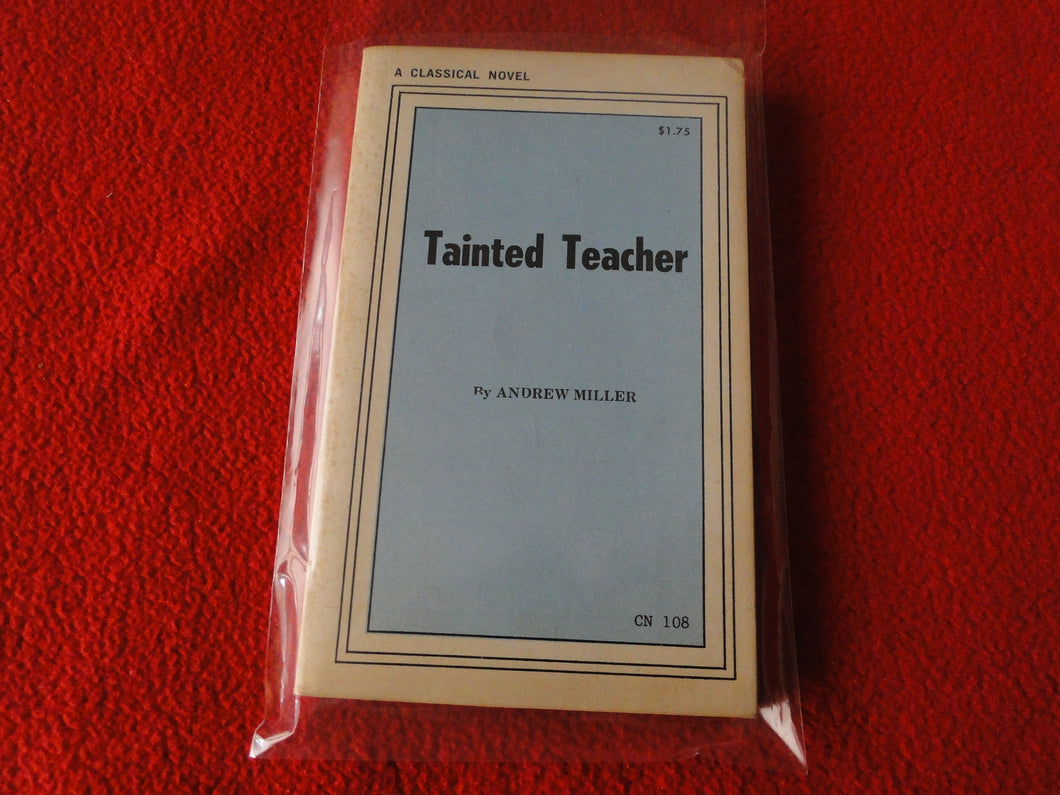 A CLASSICAL NOVEL
$1.75
Tainted Teacher
By ANDREW MILLER
CN 108